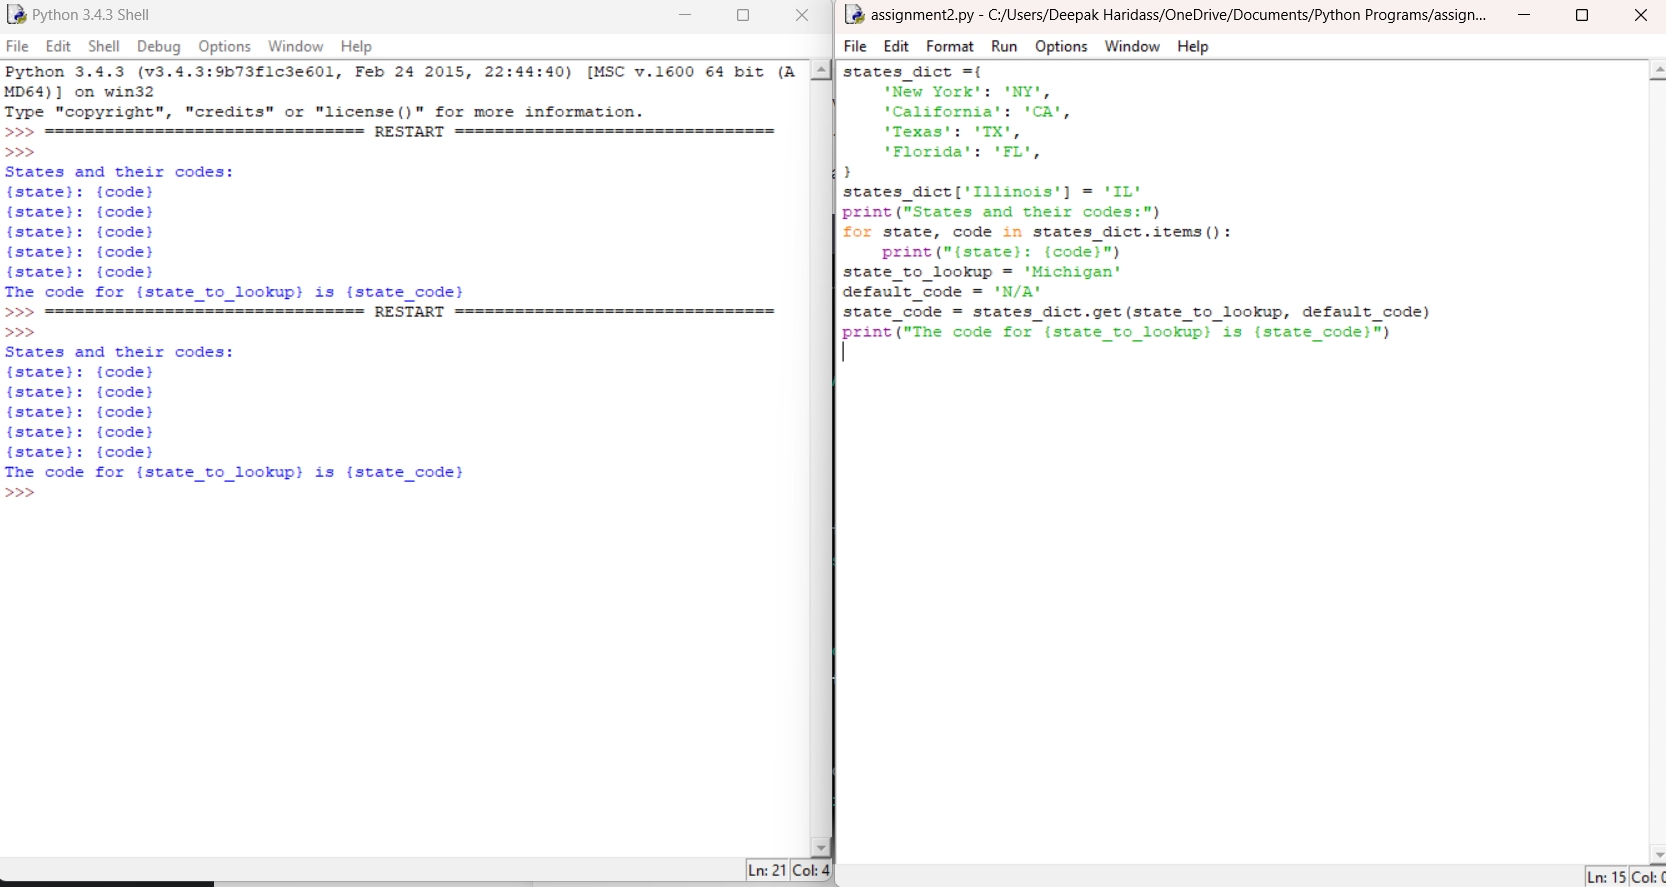 Python 3.4.3 Shell
File Edit Shell Debug Options Window Help
Python 3.4.3 (v3.4.3:9b73f1c3e601, Feb 24 2015, 22:44:40) [MSC v.1600 64 bit (A
MD64)] on win32
Type "copyright", "credits" or "license()" for more information.
>>> ================================ RESTART ================================
>>>
States and their codes:
{state}: {code}
{state}: {code}
{state}: {code}
{state}: {code}
{state}: {code}
The code for {state_to_lookup} is {state_code}
>>> ================================ RESTART ================================
>>>
States and their codes:
{state}: {code}
{state}: {code}
{state}: {code}
{state}: {code}
{state}: {code}
The code for {state_to_lookup} is {state_code}
>>>
Ln: 21 Col: 4
assignment2.py - C:/Users/Deepak Haridass/OneDrive/Documents/Python Programs/assign...
File Edit Format Run Options Window Help
states_dict ={
    'New York': 'NY',
    'California': 'CA',
    'Texas': 'TX',
    'Florida': 'FL',
}
states_dict['Illinois'] = 'IL'
print("States and their codes:")
for state, code in states_dict.items():
    print("{state}: {code}")
state_to_lookup = 'Michigan'
default_code = 'N/A'
state_code = states_dict.get(state_to_lookup, default_code)
print("The code for {state_to_lookup} is {state_code}")
Ln: 15 Col: 0